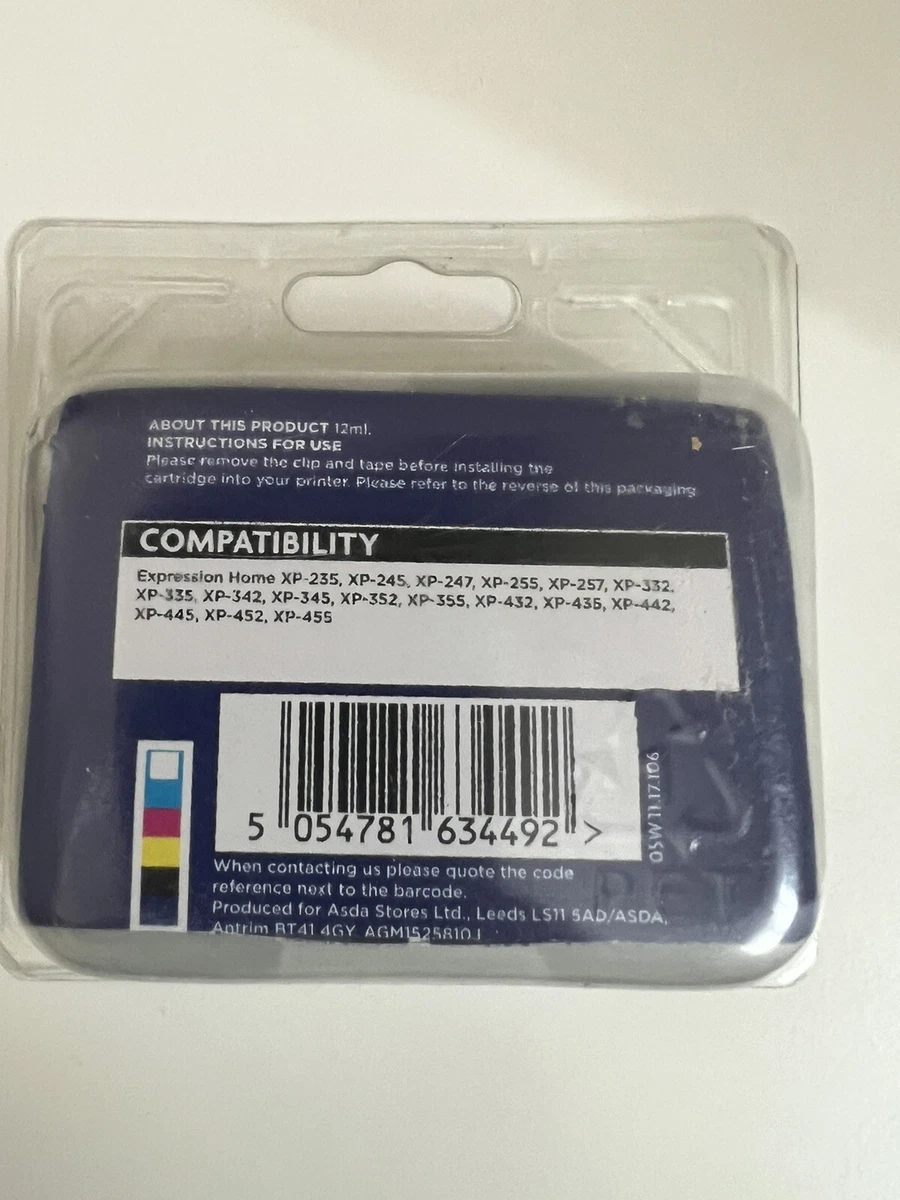 ABOUT THIS PRODUCT 12ml.
INSTRUCTIONS FOR USE
Please remove the clip and tape before installing the
cartridge into your printer. Please refer to the reverse of this packaging
COMPATIBILITY
Expression Home XP-235, XP-245, XP-247, XP-255, XP-257, XP-332,
XP-335, XP-342, XP-345, XP-352, XP-355, XP-432, XP-435, XP-442,
XP-445, XP-452, XP-455
5 054781 634492 >
When contacting us please quote the code
reference next to the barcode.
Produced for Asda Stores Ltd., Leeds LS11 5AD/ASDA,
Antrim BT41 4GY.